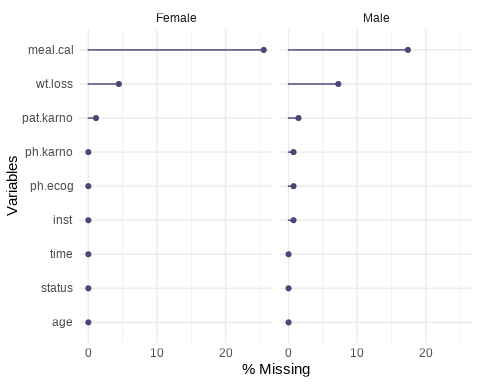 Female Male
meal.cal
wt.loss
pat.karno
ph.karno
ph.ecog
inst
time
status
age
Variables
0 10 20 0 10 20
% Missing